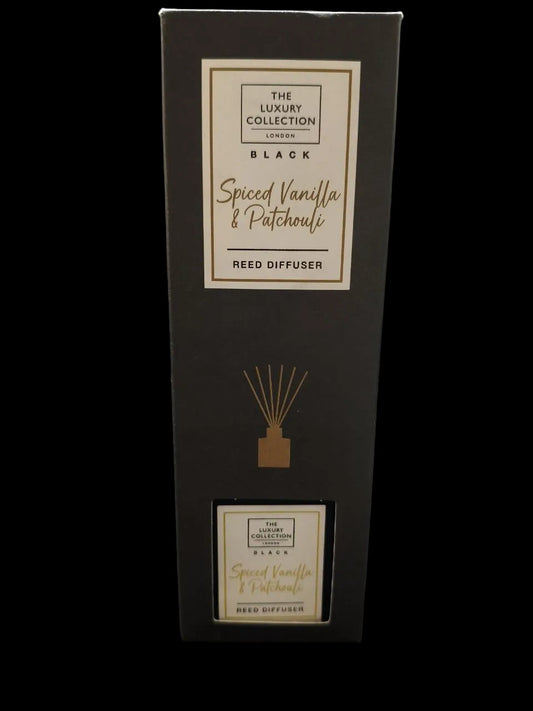 THE
LUXURY
COLLECTION
LONDON
BLACK
Spiced Vanilla
& Patchouli
REED DIFFUSER
THE
LUXURY
COLLECTION
LONDON
BLACK
Spiced Vanilla
& Patchouli
REED DIFFUSER